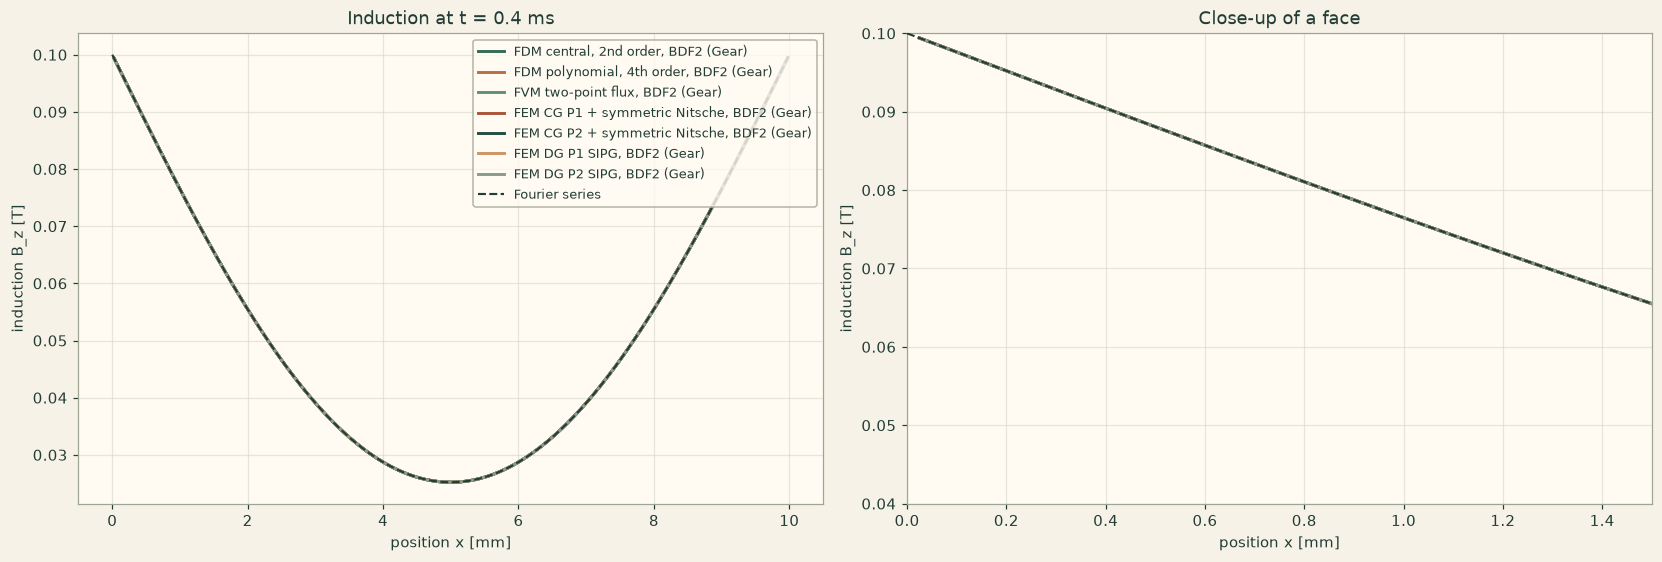 Induction at t = 0.4 ms
FDM central, 2nd order, BDF2 (Gear)
FDM polynomial, 4th order, BDF2 (Gear)
FVM two-point flux, BDF2 (Gear)
FEM CG P1 + symmetric Nitsche, BDF2 (Gear)
FEM CG P2 + symmetric Nitsche, BDF2 (Gear)
FEM DG P1 SIPG, BDF2 (Gear)
FEM DG P2 SIPG, BDF2 (Gear)
Fourier series
induction B_z [T]
0.10
0.09
0.08
0.07
0.06
0.05
0.04
0.03
0 2 4 6 8 10
position x [mm]
Close-up of a face
induction B_z [T]
0.10
0.09
0.08
0.07
0.06
0.05
0.04
0.0 0.2 0.4 0.6 0.8 1.0 1.2 1.4
position x [mm]